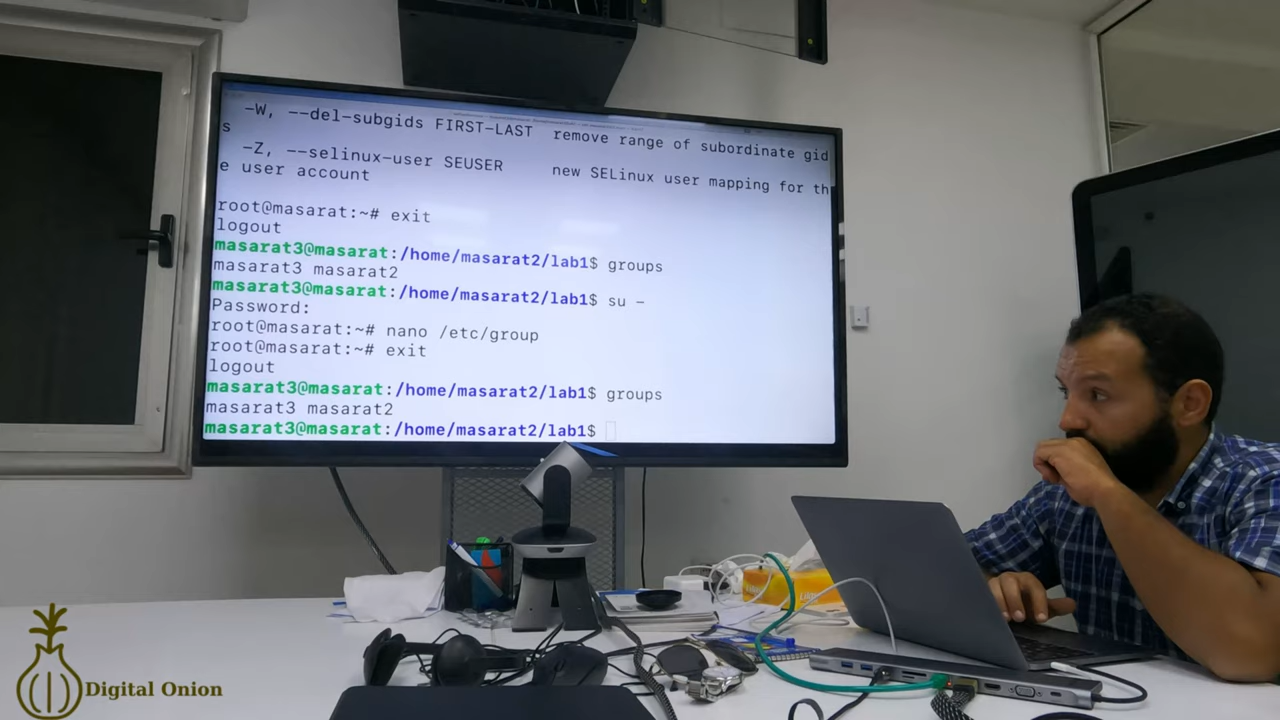 -W, --del-subgids FIRST-LAST remove range of subordinate gid
s
-Z, --selinux-user SEUSER new SELinux user mapping for th
e user account
root@masarat:~# exit
logout
masarat3@masarat:/home/masarat2/lab1$ groups
masarat3 masarat2
masarat3@masarat:/home/masarat2/lab1$ su -
Password:
root@masarat:~# nano /etc/group
root@masarat:~# exit
logout
masarat3@masarat:/home/masarat2/lab1$ groups
masarat3 masarat2
masarat3@masarat:/home/masarat2/lab1$
Digital Onion